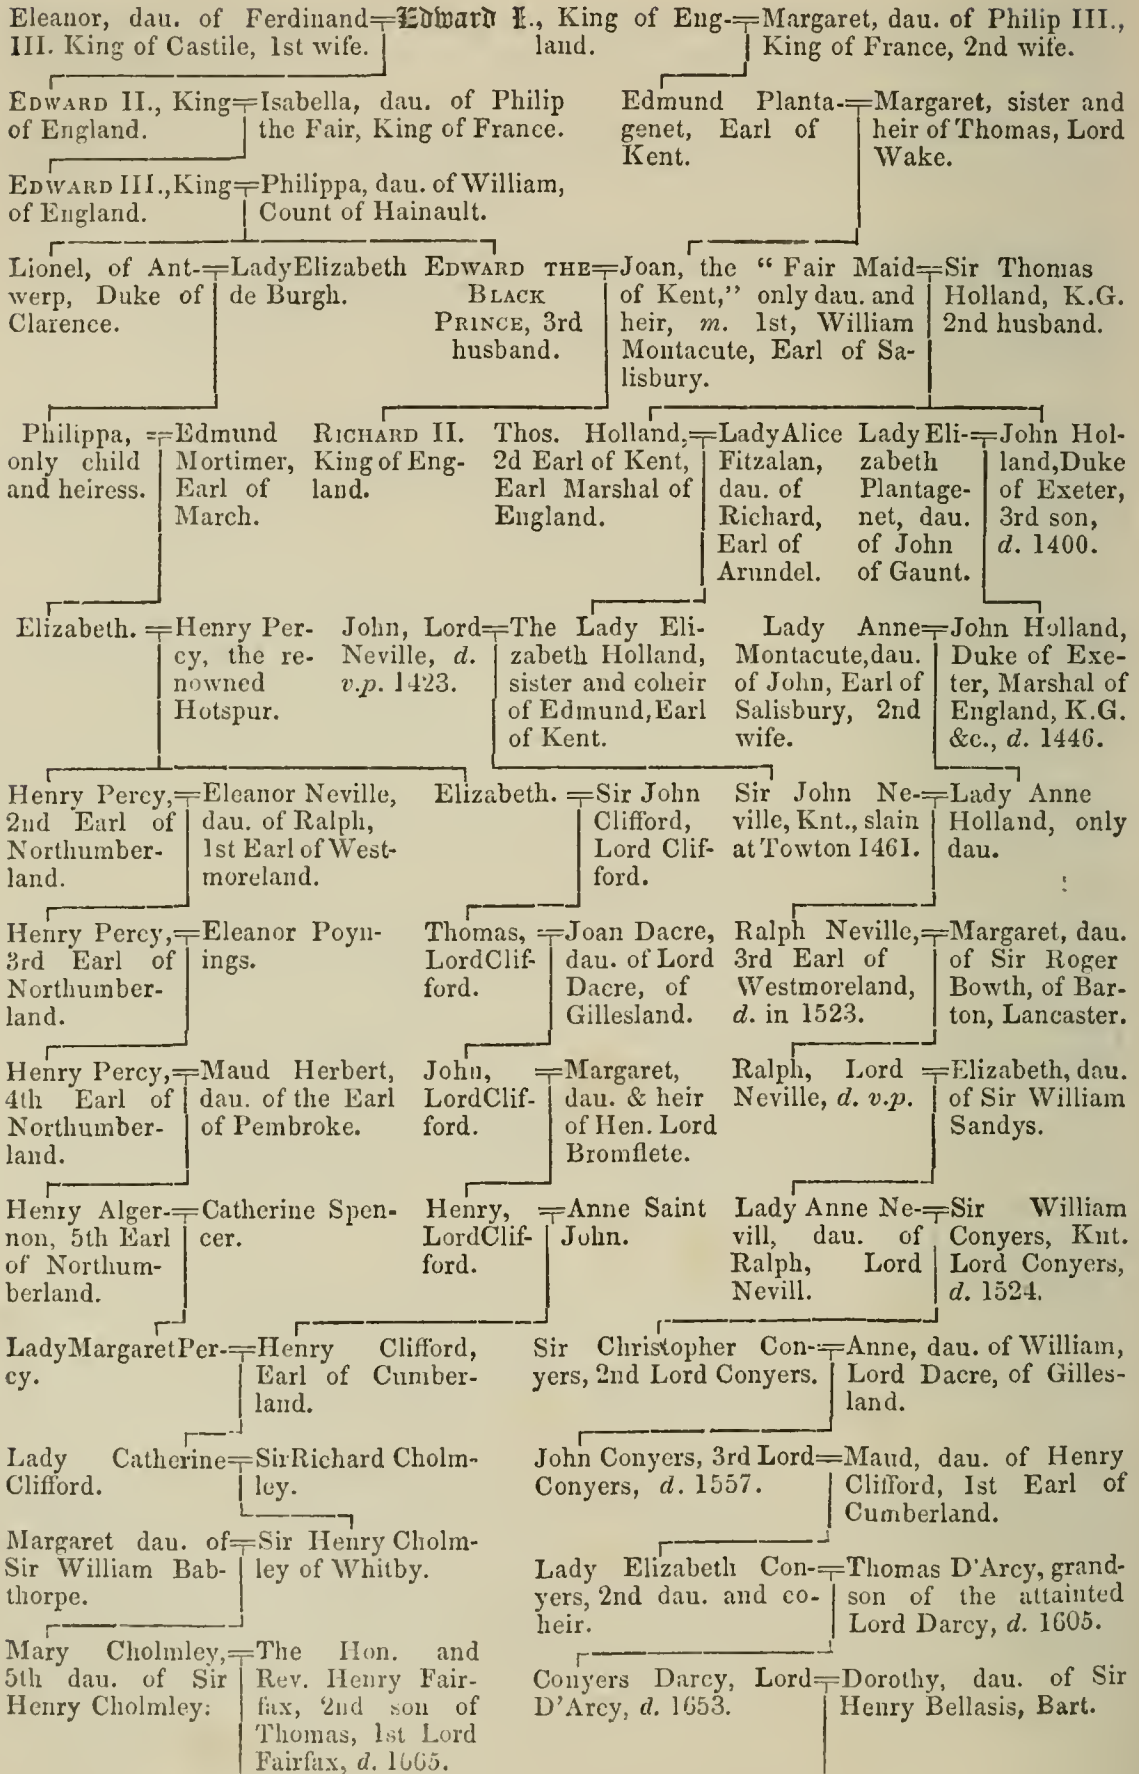 Eleanor, dau. of Ferdinand=Edward I., King of Eng-=Margaret, dau. of Philip III.,
III. King of Castile, 1st wife. land. King of France, 2nd wife.
EDWARD II., King=Isabella, dau. of Philip Edmund Planta-=Margaret, sister and
of England. the Fair, King of France. genet, Earl of heir of Thomas, Lord
Kent. Wake.
EDWARD III., King=Philippa, dau. of William,
of England. Count of Hainault.
Lionel, of Ant-=Lady Elizabeth EDWARD THE=Joan, the "Fair Maid=Sir Thomas
werp, Duke of de Burgh. BLACK of Kent," only dau. and Holland, K.G.
Clarence. PRINCE, 3rd heir, m. 1st, William 2nd husband.
husband. Montacute, Earl of Sa-
lisbury.
Philippa, =Edmund RICHARD II. Thos. Holland,=Lady Alice Lady Eli-=John Hol-
only child Mortimer, King of Eng- 2d Earl of Kent, Fitzalan, zabeth land, Duke
and heiress. Earl of land. Earl Marshal of dau. of Plantage- of Exeter,
March. England. Richard, net, dau. 3rd son,
Earl of of John d. 1400.
Arundel. of Gaunt.
Elizabeth. =Henry Per- John, Lord=The Lady Eli- Lady Anne=John Holland,
cy, the re- Neville, d. zabeth Holland, Montacute, dau. Duke of Exe-
nowned v.p. 1423. sister and coheir of John, Earl of ter, Marshal of
Hotspur. of Edmund, Earl Salisbury, 2nd England, K.G.
of Kent. wife. &c., d. 1446.
Henry Percy,=Eleanor Neville, Elizabeth. =Sir John Sir John Ne-=Lady Anne
2nd Earl of dau. of Ralph, Clifford, ville, Knt., slain Holland, only
Northumber- 1st Earl of West- Lord Clif- at Towton 1461. dau.
land. moreland. ford.
Henry Percy,=Eleanor Poyn- Thomas, =Joan Dacre, Ralph Neville,=Margaret, dau.
3rd Earl of ings. Lord Clif- dau. of Lord 3rd Earl of of Sir Roger
Northumber- ford. Dacre, of Westmoreland, Bowth, of Bar-
land. Gillesland. d. in 1523. ton, Lancaster.
Henry Percy,=Maud Herbert, John, =Margaret, Ralph, Lord =Elizabeth, dau.
4th Earl of dau. of the Earl Lord Clif- dau. & heir Neville, d. v.p. of Sir William
Northumber- of Pembroke. ford. of Hen. Lord Sandys.
land. Bromflete.
Henry Alger-=Catherine Spen- Henry, =Anne Saint Lady Anne Ne-=Sir William
non, 5th Earl cer. Lord Clif- John. vill, dau. of Conyers, Knt.
of Northum- ford. Ralph, Lord Lord Conyers,
berland. Nevill. d. 1524.
Lady Margaret Per-=Henry Clifford, Sir Christopher Con-=Anne, dau. of William,
cy. Earl of Cumber- yers, 2nd Lord Conyers. Lord Dacre, of Gilles-
land. land.
Lady Catherine=Sir Richard Cholm- John Conyers, 3rd Lord=Maud, dau. of Henry
Clifford. ley. Conyers, d. 1557. Clifford, 1st Earl of
Cumberland.
Margaret dau. of=Sir Henry Cholm-
Sir William Bab- ley of Whitby. Lady Elizabeth Con-=Thomas D'Arcy, grand-
thorpe. yers, 2nd dau. and co- son of the attainted
heir. Lord Darcy, d. 1605.
Mary Cholmley,=The Hon. and
5th dau. of Sir Rev. Henry Fair- Conyers Darcy, Lord=Dorothy, dau. of Sir
Henry Cholmley: fax, 2nd son of D'Arcy, d. 1653. Henry Bellasis, Bart.
Thomas, 1st Lord
Fairfax, d. 1665.